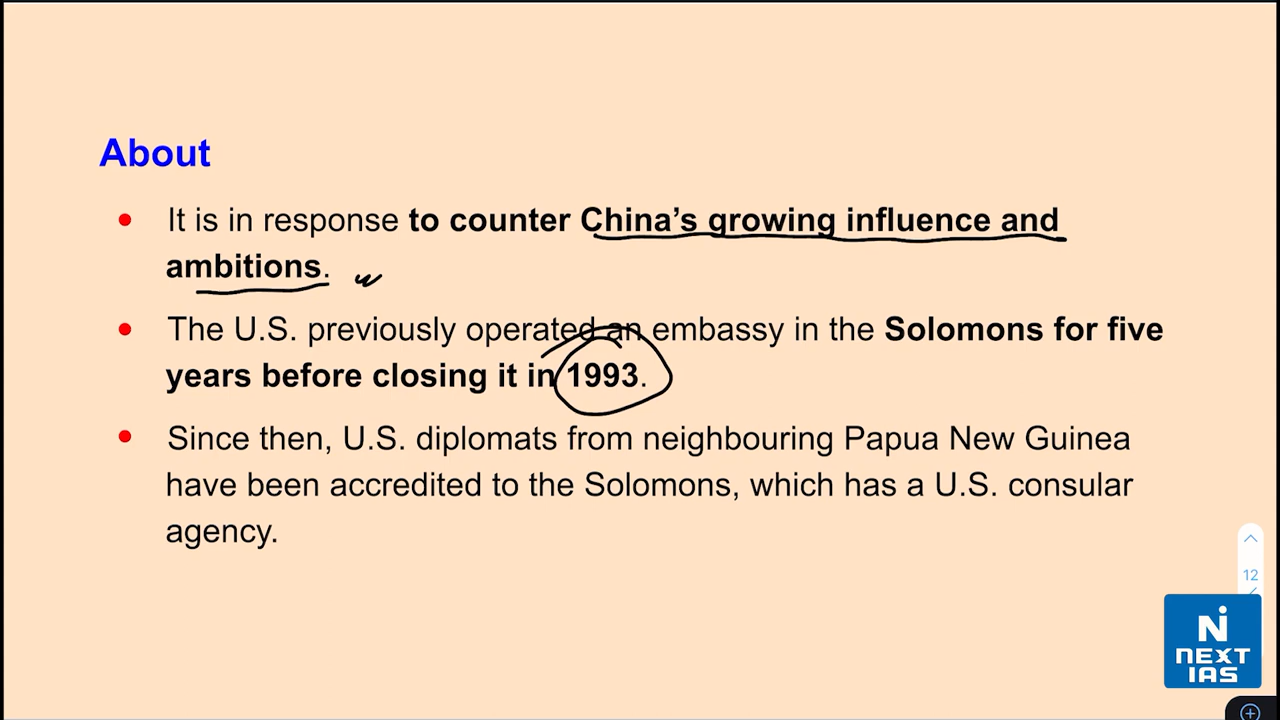 About
• It is in response to counter China's growing influence and
ambitions.
• The U.S. previously operated an embassy in the Solomons for five
years before closing it in 1993.
• Since then, U.S. diplomats from neighbouring Papua New Guinea
have been accredited to the Solomons, which has a U.S. consular
agency.
12
NEXT
IAS